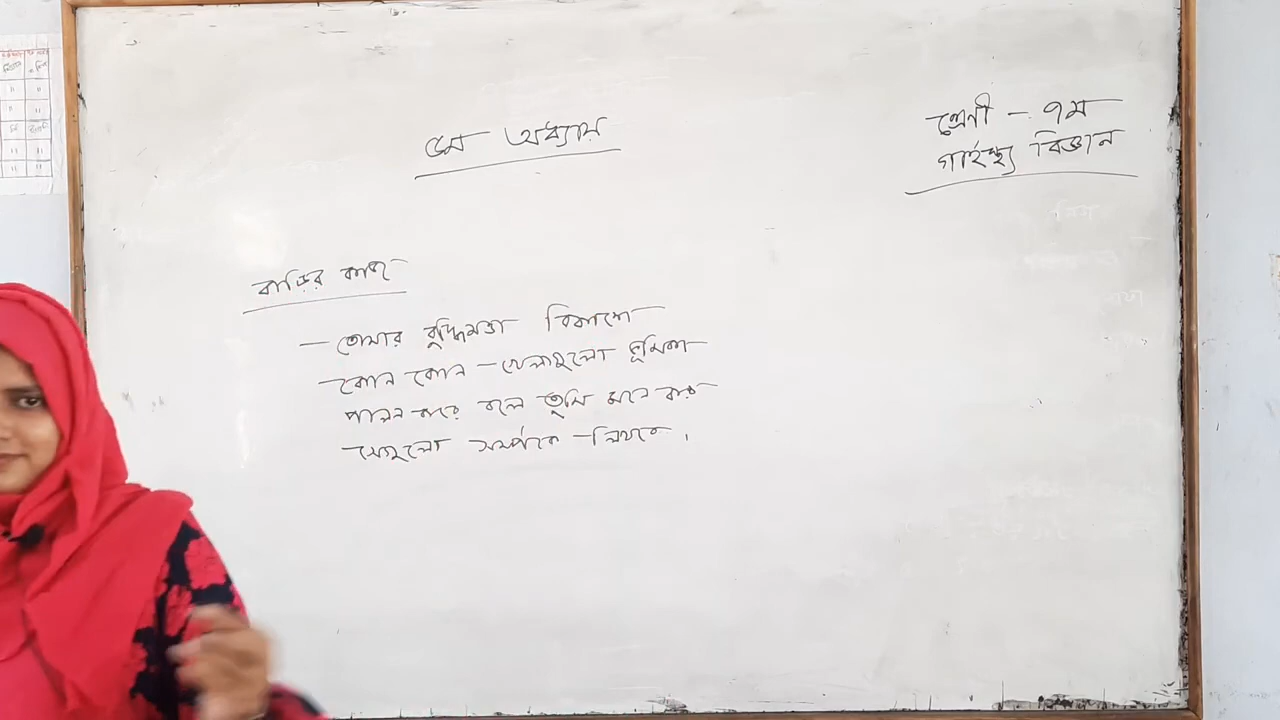 ৫ম অধ্যায়
শ্রেণী - ৭ম
গার্হস্থ্য বিজ্ঞান
বাড়ির কাজ
- তোমার বুদ্ধিমত্তা বিকাশে
কোন কোন খেলাগুলো ভূমিকা
পালন করে বলে তুমি মনে কর
সেগুলো সম্পর্কে লিখবে।